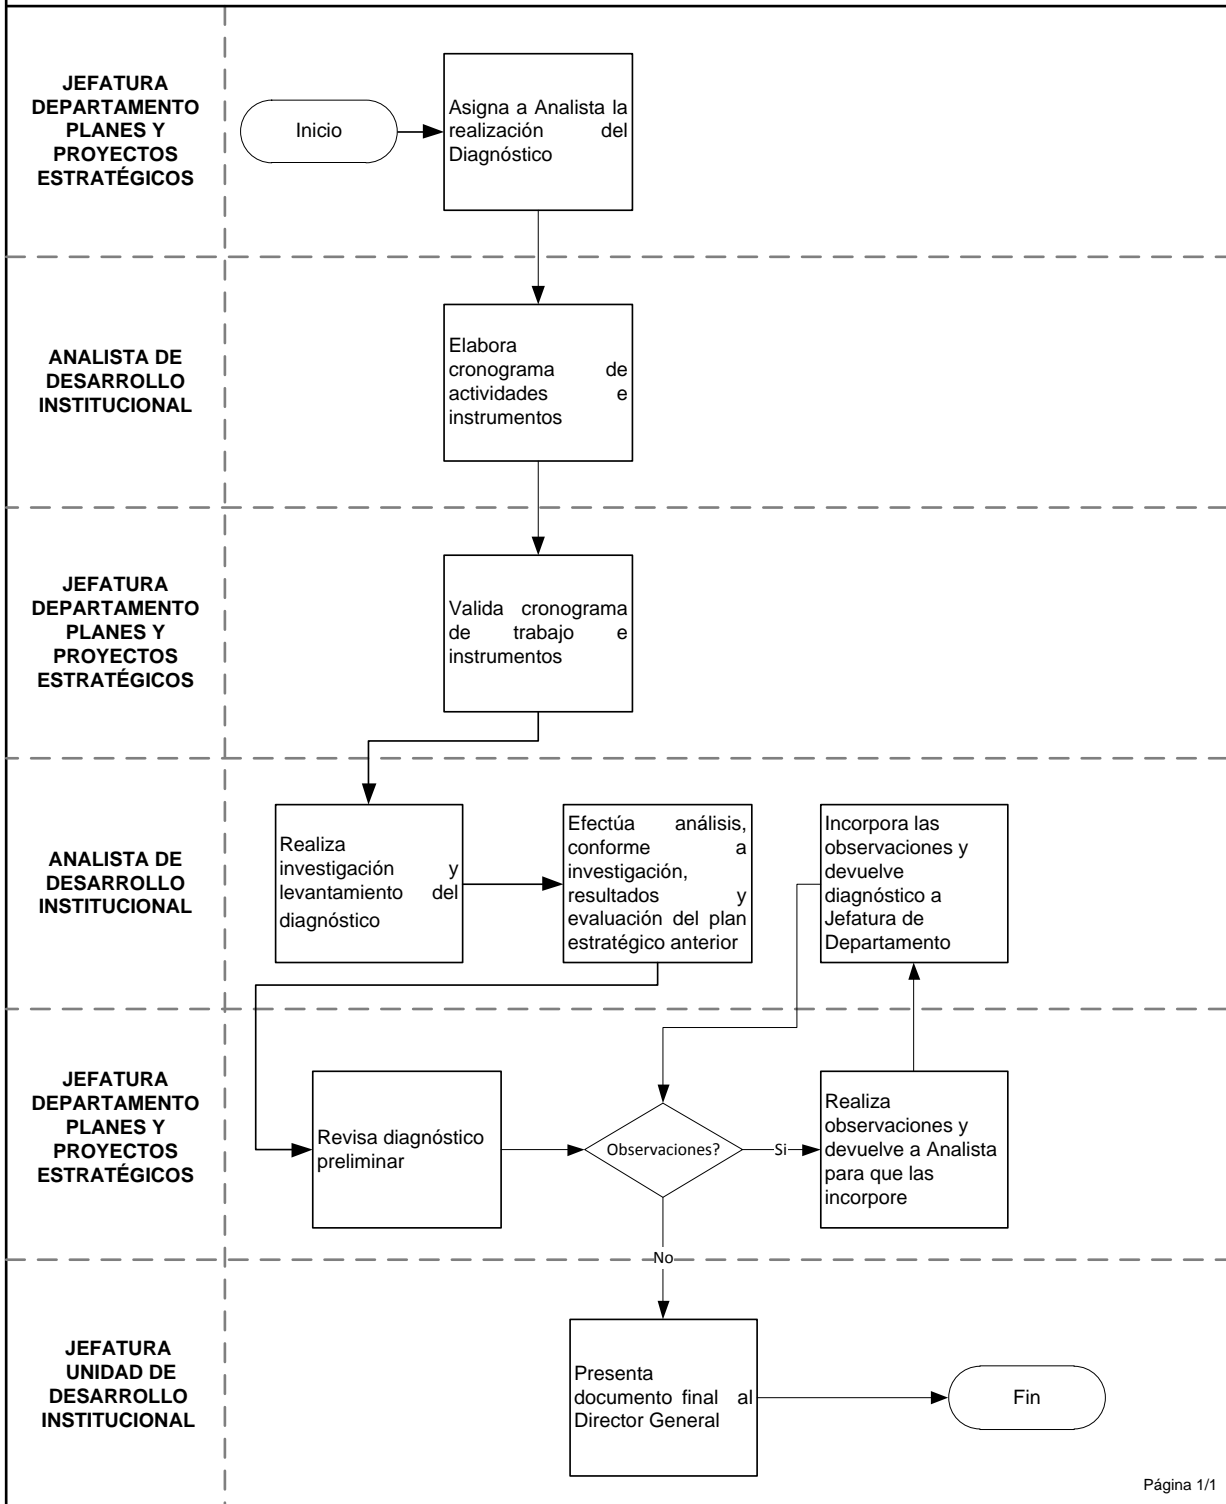 JEFATURA
DEPARTAMENTO
PLANES Y
PROYECTOS
ESTRATÉGICOS
Inicio
Asigna a Analista la
realización del
Diagnóstico
ANALISTA DE
DESARROLLO
INSTITUCIONAL
Elabora
cronograma de
actividades e
instrumentos
JEFATURA
DEPARTAMENTO
PLANES Y
PROYECTOS
ESTRATÉGICOS
Valida cronograma
de trabajo e
instrumentos
ANALISTA DE
DESARROLLO
INSTITUCIONAL
Realiza
investigación y
levantamiento del
diagnóstico
Efectúa análisis,
conforme a
investigación,
resultados y
evaluación del plan
estratégico anterior
Incorpora las
observaciones y
devuelve
diagnóstico a
Jefatura de
Departamento
JEFATURA
DEPARTAMENTO
PLANES Y
PROYECTOS
ESTRATÉGICOS
Revisa diagnóstico
preliminar
Observaciones?
Si
Realiza
observaciones y
devuelve a Analista
para que las
incorpore
No
JEFATURA
UNIDAD DE
DESARROLLO
INSTITUCIONAL
Presenta
documento final al
Director General
Fin
Página 1/1